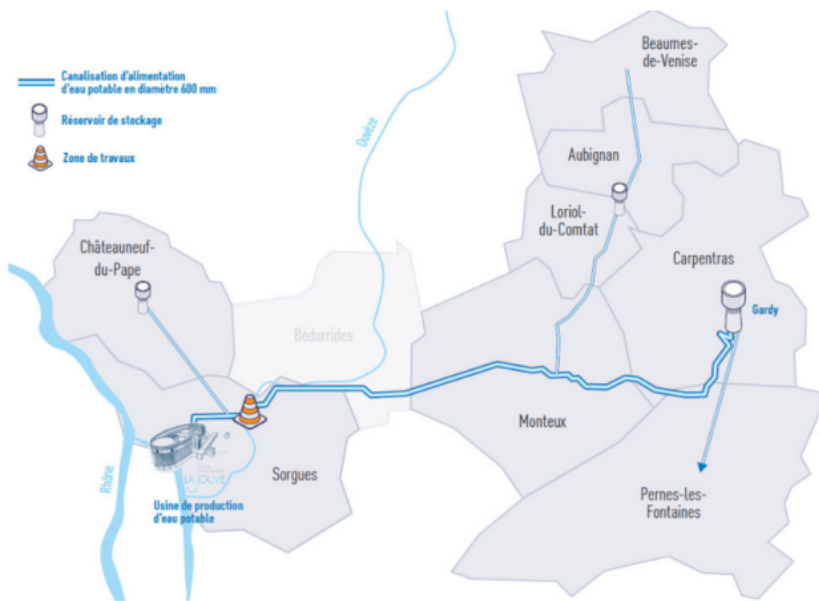 Canalisation d'alimentation
d'eau potable en diamètre 600 mm
Réservoir de stockage
Zone de travaux
Ouvèze
Beaumes-
de-Venise
Aubignan
Loriol-
du-Comtat
Carpentras
Gardy
Châteauneuf-
du-Pape
Bédarrides
Monteux
Sorgues
Rhône
LA JOUVE
Usine de production
d'eau potable
Pernes-les-
Fontaines